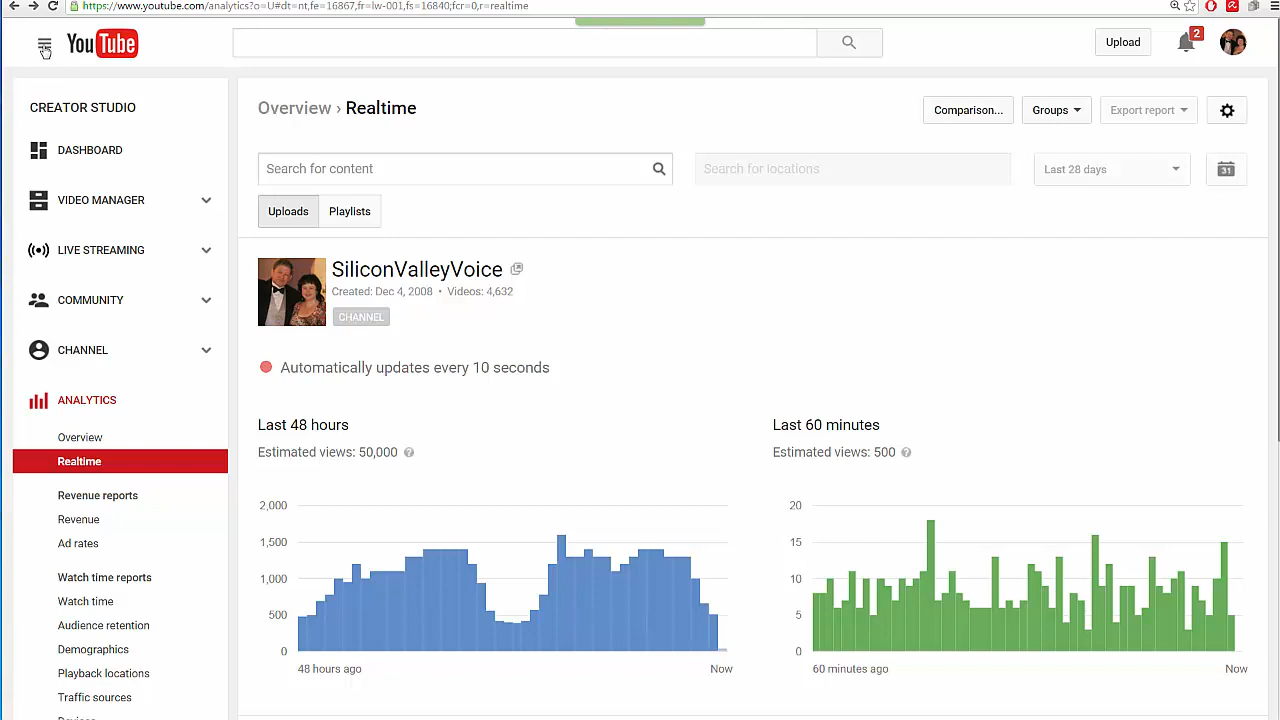 https://www.youtube.com/analytics?o=U#dt=nt,fe=16867,fr=lw-001,fs=16840;fcr=0,r=realtime
YouTube
Upload
2
CREATOR STUDIO
DASHBOARD
VIDEO MANAGER
LIVE STREAMING
COMMUNITY
CHANNEL
ANALYTICS
Overview
Realtime
Revenue reports
Revenue
Ad rates
Watch time reports
Watch time
Audience retention
Demographics
Playback locations
Traffic sources
Overview › Realtime
Comparison...
Groups
Export report
Search for content
Search for locations
Last 28 days
31
Uploads
Playlists
SiliconValleyVoice
Created: Dec 4, 2008 • Videos: 4,632
CHANNEL
Automatically updates every 10 seconds
Last 48 hours
Estimated views: 50,000 ?
2,000
1,500
1,000
500
0
48 hours ago
Now
Last 60 minutes
Estimated views: 500 ?
20
15
10
5
0
60 minutes ago
Now